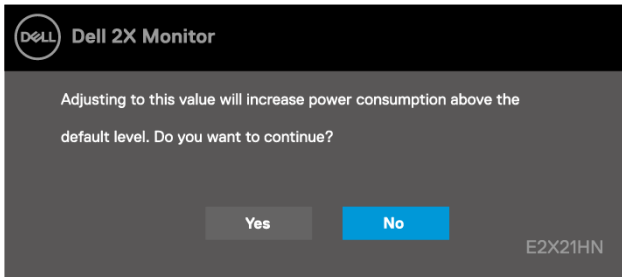 DELL Dell 2X Monitor
Adjusting to this value will increase power consumption above the
default level. Do you want to continue?
Yes No
E2X21HN